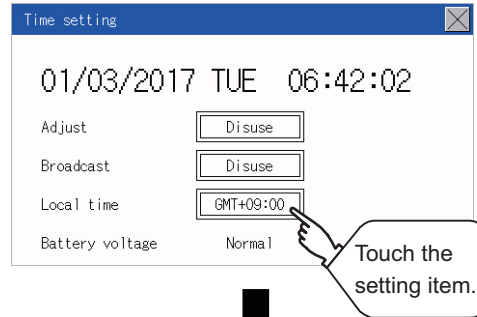 Time setting
01/03/2017 TUE 06:42:02
Adjust Disuse
Broadcast Disuse
Local time GMT+09:00
Battery voltage Normal
Touch the
setting item.